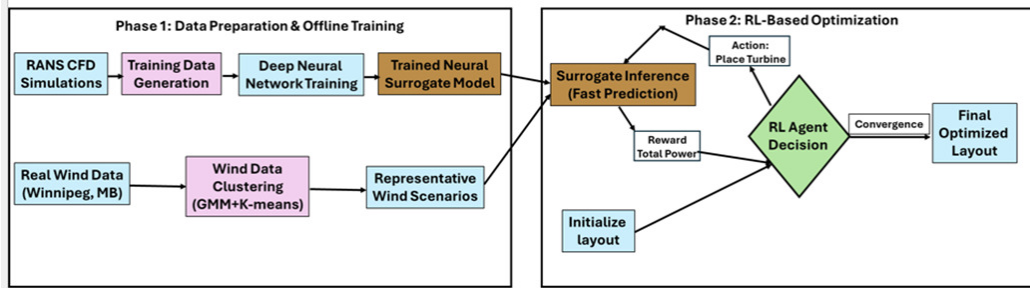 Phase 1: Data Preparation & Offline Training
RANS CFD
Simulations
Training Data
Generation
Deep Neural
Network Training
Trained Neural
Surrogate Model
Real Wind Data
(Winnipeg, MB)
Wind Data
Clustering
(GMM+K-means)
Representative
Wind Scenarios
Phase 2: RL-Based Optimization
Action:
Place Turbine
Surrogate Inference
(Fast Prediction)
Reward
Total Power
RL Agent
Decision
Convergence
Final
Optimized
Layout
Initialize
layout